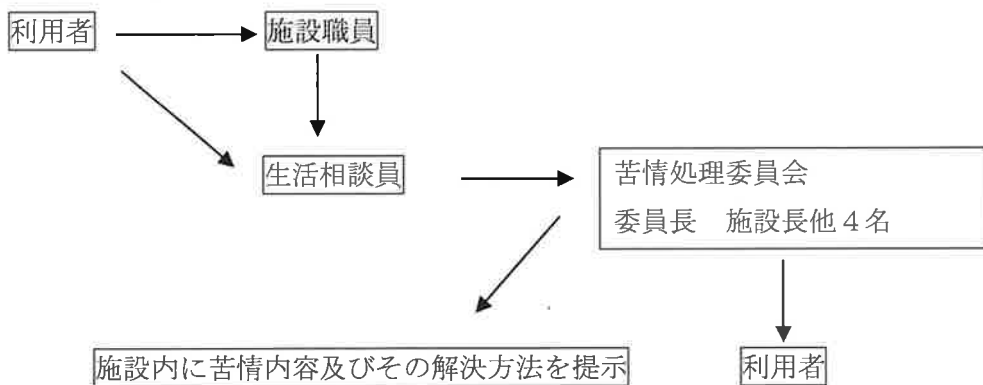 利用者
施設職員
生活相談員
苦情処理委員会
委員長　施設長他４名
施設内に苦情内容及びその解決方法を提示
利用者